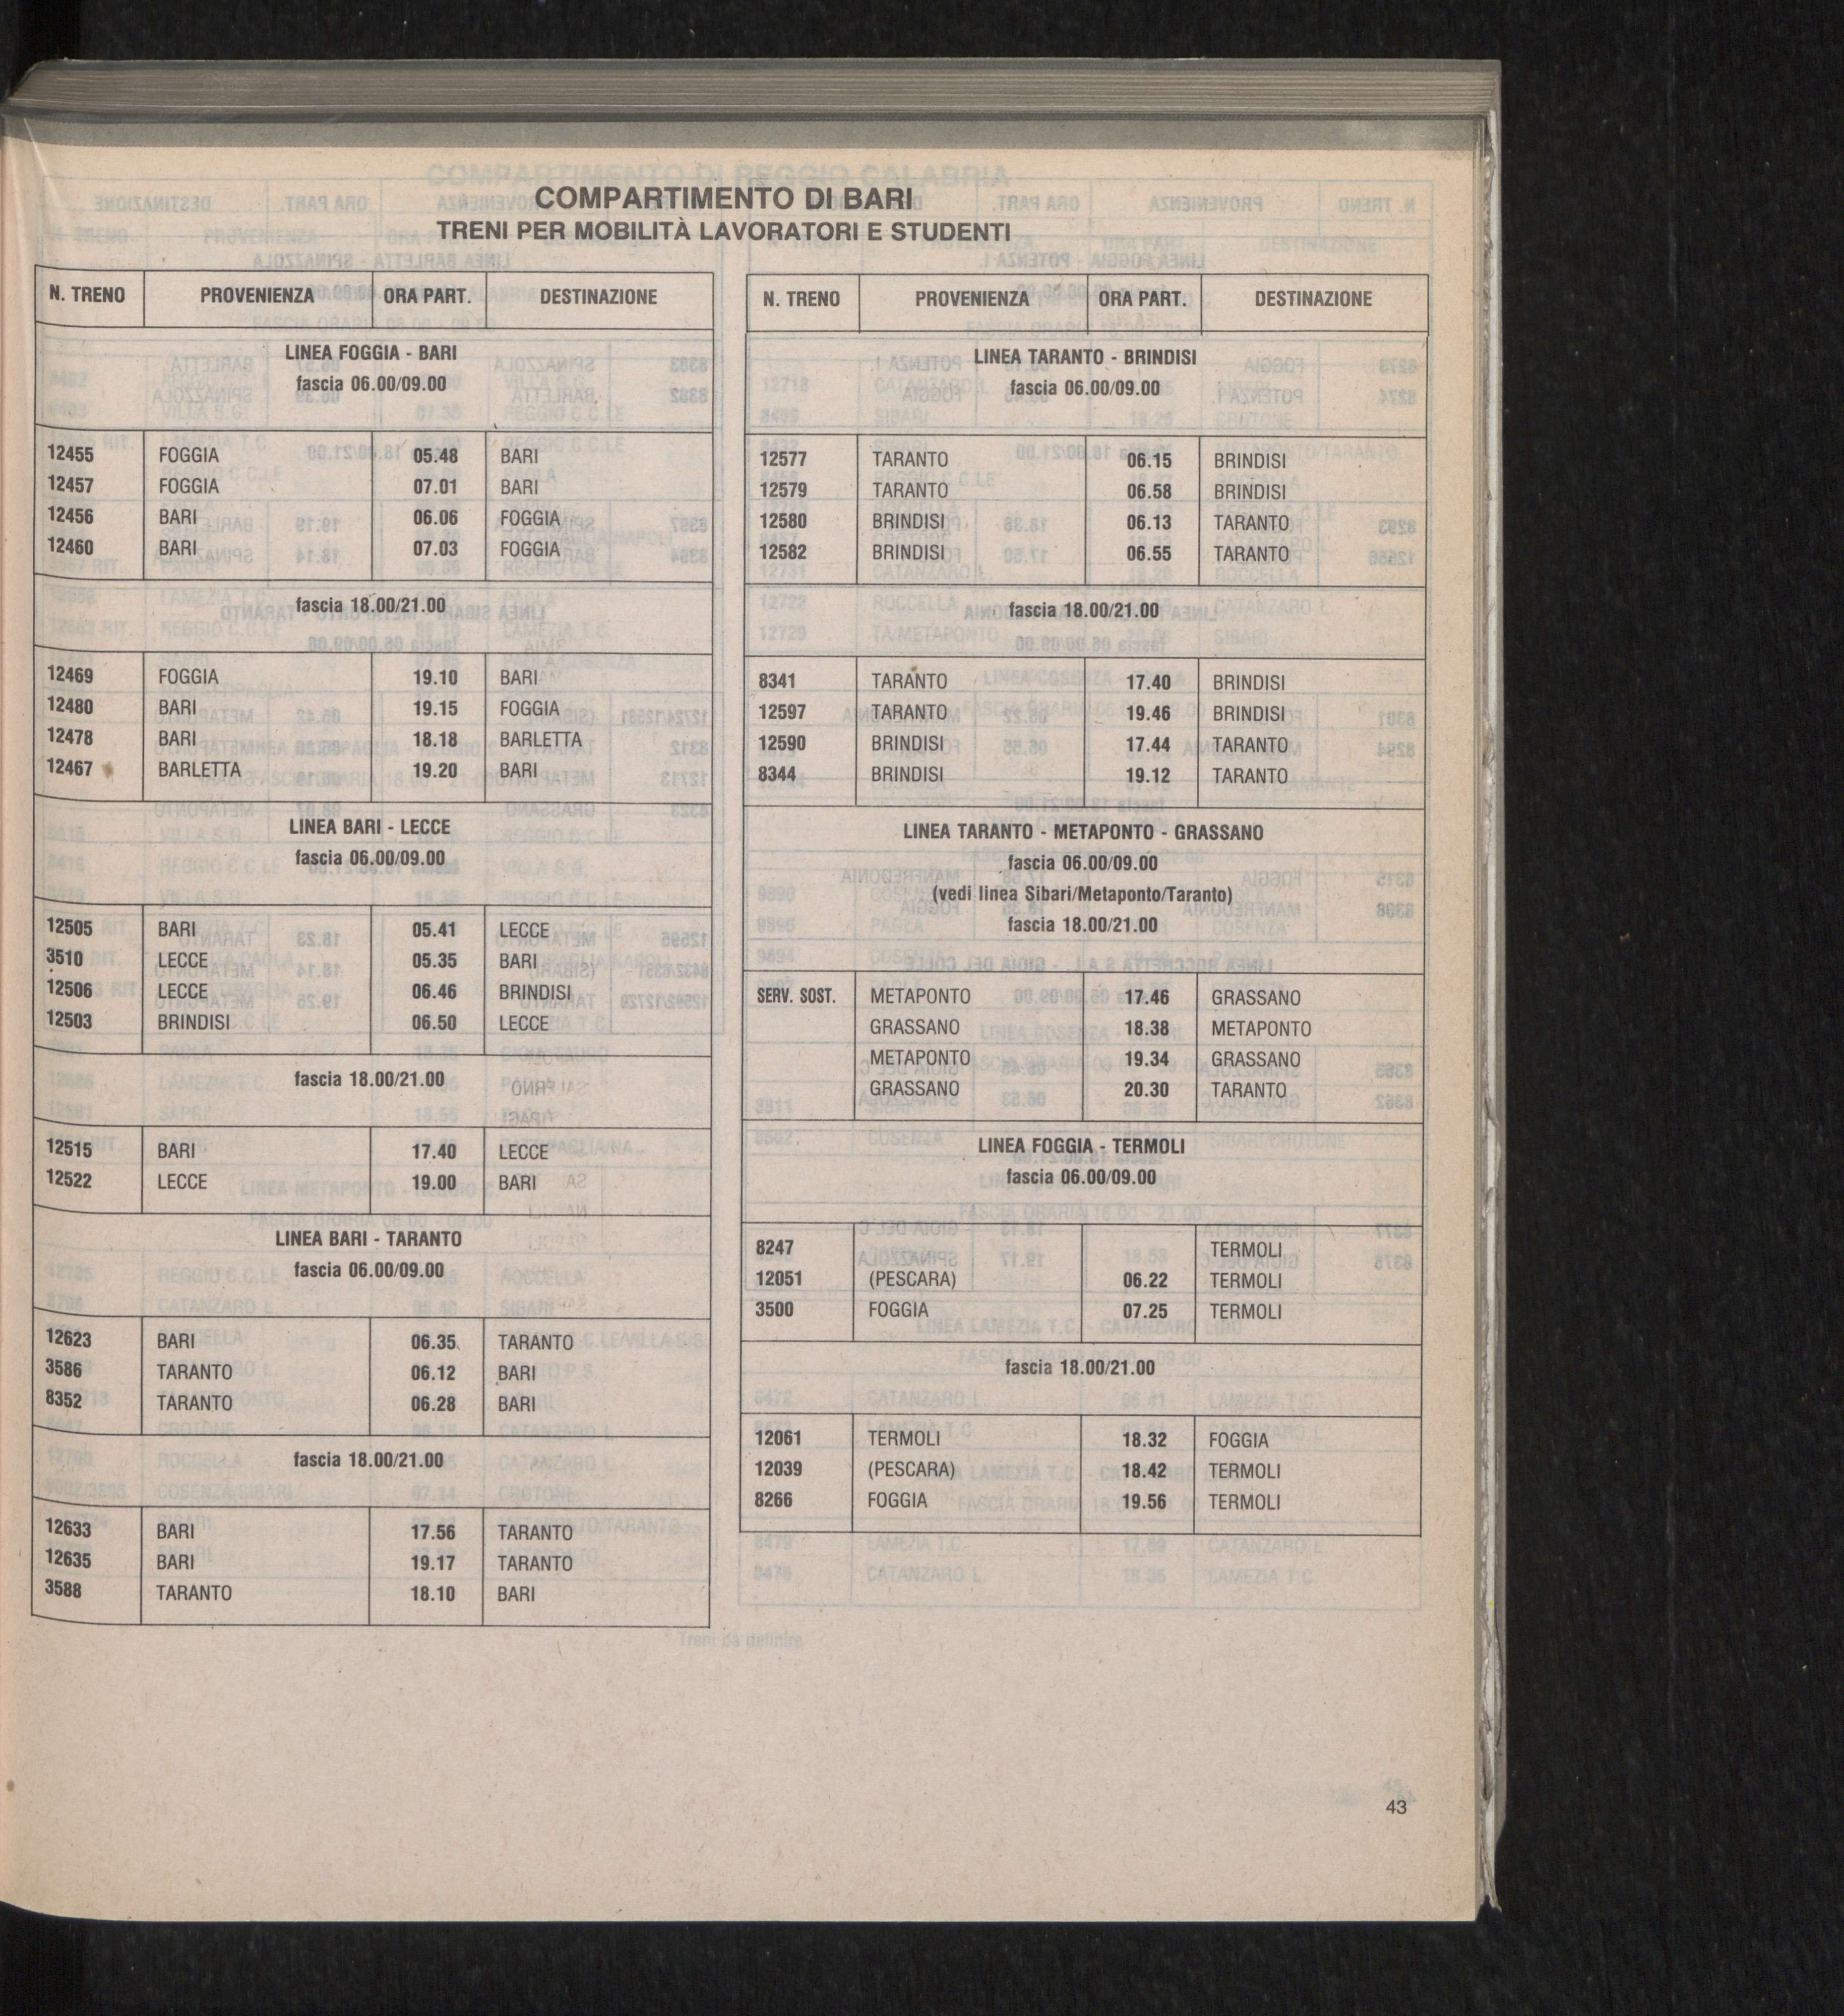 COMPARTIMENTO DI BARI
TRENI PER MOBILITÀ LAVORATORI E STUDENTI
N. TRENO PROVENIENZA ORA PART. DESTINAZIONE
LINEA FOGGIA - BARI
fascia 06.00/09.00
12455 FOGGIA 05.48 BARI
12457 FOGGIA 07.01 BARI
12456 BARI 06.06 FOGGIA
12460 BARI 07.03 FOGGIA
fascia 18.00/21.00
12469 FOGGIA 19.10 BARI
12480 BARI 19.15 FOGGIA
12478 BARI 18.18 BARLETTA
12467 BARLETTA 19.20 BARI
LINEA BARI - LECCE
fascia 06.00/09.00
12505 BARI 05.41 LECCE
3510 LECCE 05.35 BARI
12506 LECCE 06.46 BRINDISI
12503 BRINDISI 06.50 LECCE
fascia 18.00/21.00
12515 BARI 17.40 LECCE
12522 LECCE 19.00 BARI
LINEA BARI - TARANTO
fascia 06.00/09.00
12623 BARI 06.35 TARANTO
3586 TARANTO 06.12 BARI
8352 TARANTO 06.28 BARI
fascia 18.00/21.00
12633 BARI 17.56 TARANTO
12635 BARI 19.17 TARANTO
3588 TARANTO 18.10 BARI
N. TRENO PROVENIENZA ORA PART. DESTINAZIONE
LINEA TARANTO - BRINDISI
fascia 06.00/09.00
12577 TARANTO 06.15 BRINDISI
12579 TARANTO 06.58 BRINDISI
12580 BRINDISI 06.13 TARANTO
12582 BRINDISI 06.55 TARANTO
fascia 18.00/21.00
8341 TARANTO 17.40 BRINDISI
12597 TARANTO 19.46 BRINDISI
12590 BRINDISI 17.44 TARANTO
8344 BRINDISI 19.12 TARANTO
LINEA TARANTO - METAPONTO - GRASSANO
fascia 06.00/09.00
(vedi linea Sibari/Metaponto/Taranto)
fascia 18.00/21.00
SERV. SOST. METAPONTO 17.46 GRASSANO
GRASSANO 18.38 METAPONTO
METAPONTO 19.34 GRASSANO
GRASSANO 20.30 TARANTO
LINEA FOGGIA - TERMOLI
fascia 06.00/09.00
8247 TERMOLI
12051 (PESCARA) 06.22 TERMOLI
3500 FOGGIA 07.25 TERMOLI
fascia 18.00/21.00
12061 TERMOLI 18.32 FOGGIA
12039 (PESCARA) 18.42 TERMOLI
8266 FOGGIA 19.56 TERMOLI
43